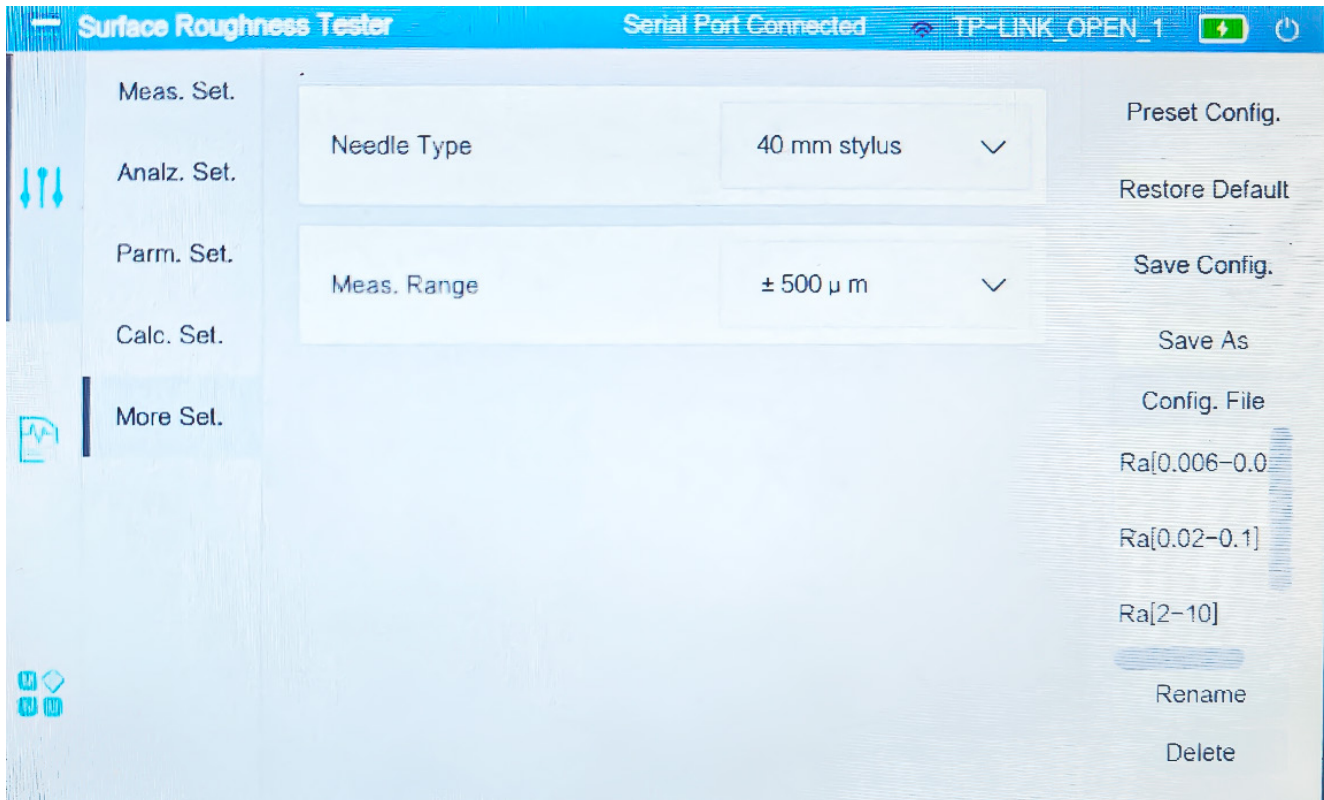 Surface Roughness Tester
Serial Port Connected
TP-LINK_OPEN_1
Meas. Set.
Analz. Set.
Parm. Set.
Calc. Set.
More Set.
Needle Type
40 mm stylus
Meas. Range
± 500 μ m
Preset Config.
Restore Default
Save Config.
Save As
Config. File
Ra[0.006-0.0
Ra[0.02-0.1]
Ra[2-10]
Rename
Delete